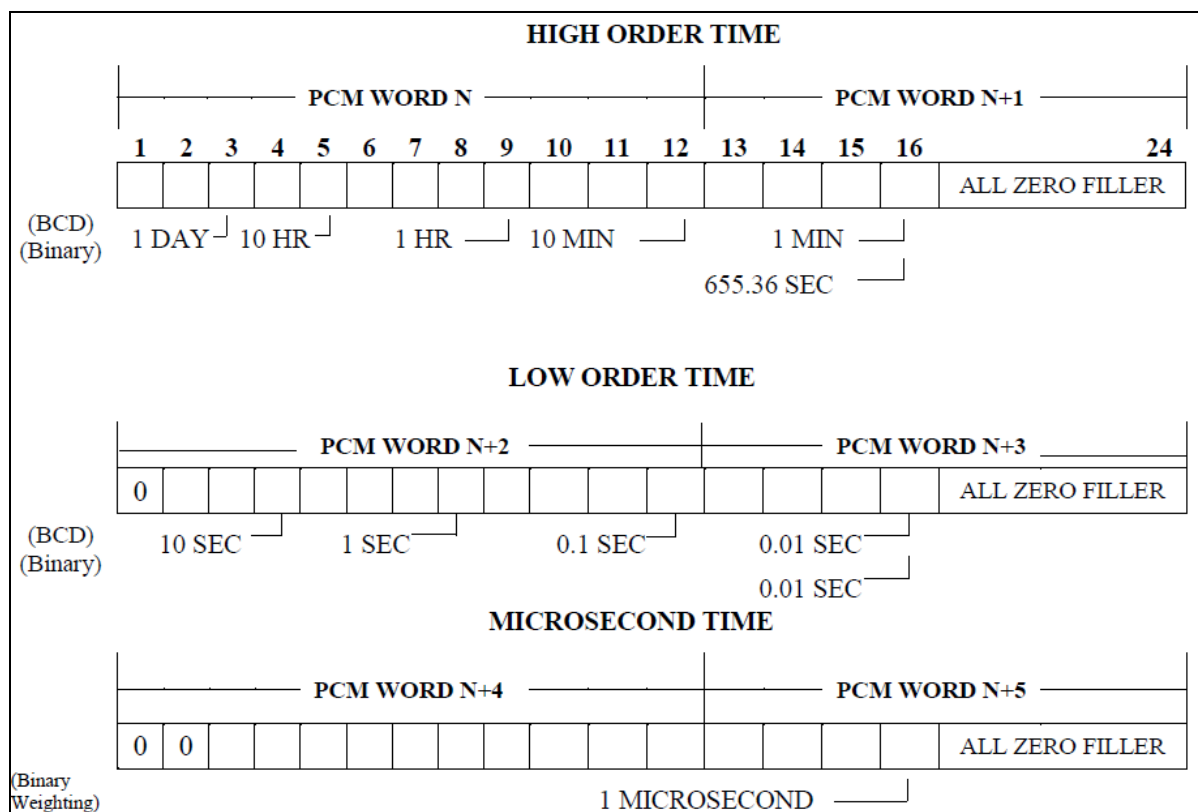 HIGH ORDER TIME
PCM WORD N PCM WORD N+1
1 2 3 4 5 6 7 8 9 10 11 12 13 14 15 16 24
ALL ZERO FILLER
(BCD) 1 DAY 10 HR 1 HR 10 MIN 1 MIN
(Binary) 655.36 SEC
LOW ORDER TIME
PCM WORD N+2 PCM WORD N+3
0 ALL ZERO FILLER
(BCD) 10 SEC 1 SEC 0.1 SEC 0.01 SEC
(Binary) 0.01 SEC
MICROSECOND TIME
PCM WORD N+4 PCM WORD N+5
0 0 ALL ZERO FILLER
(Binary
Weighting) 1 MICROSECOND